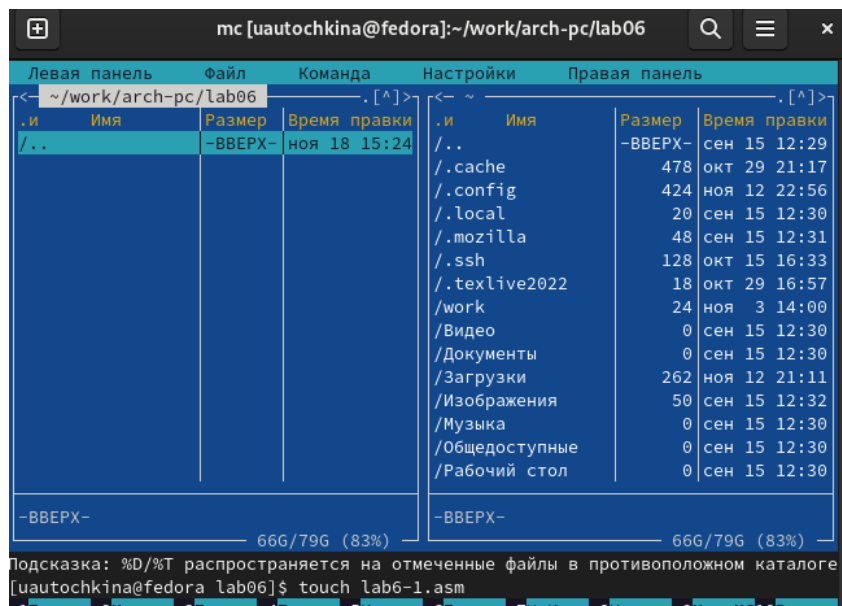 mc [uautochkina@fedora]:~/work/arch-pc/lab06
Левая панель Файл Команда Настройки Правая панель
<— ~/work/arch-pc/lab06 —.[^]> <— ~ —.[^]>
.и Имя Размер Время правки .и Имя Размер Время правки
/.. -ВВЕРХ- ноя 18 15:24 /.. -ВВЕРХ- сен 15 12:29
/.cache 478 окт 29 21:17
/.config 424 ноя 12 22:56
/.local 20 сен 15 12:30
/.mozilla 48 сен 15 12:31
/.ssh 128 окт 15 16:33
/.texlive2022 18 окт 29 16:57
/work 24 ноя 3 14:00
/Видео 0 сен 15 12:30
/Документы 0 сен 15 12:30
/Загрузки 262 ноя 12 21:11
/Изображения 50 сен 15 12:32
/Музыка 0 сен 15 12:30
/Общедоступные 0 сен 15 12:30
/Рабочий стол 0 сен 15 12:30
-ВВЕРХ- -ВВЕРХ-
66G/79G (83%) 66G/79G (83%)
Подсказка: %D/%T распространяется на отмеченные файлы в противоположном каталоге
[uautochkina@fedora lab06]$ touch lab6-1.asm